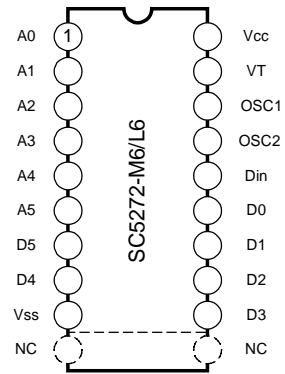 A0 1 Vcc
A1 VT
A2 OSC1
A3 OSC2
A4 Din
A5 D0
D5 D1
D4 D2
Vss D3
NC NC
SC5272-M6/L6